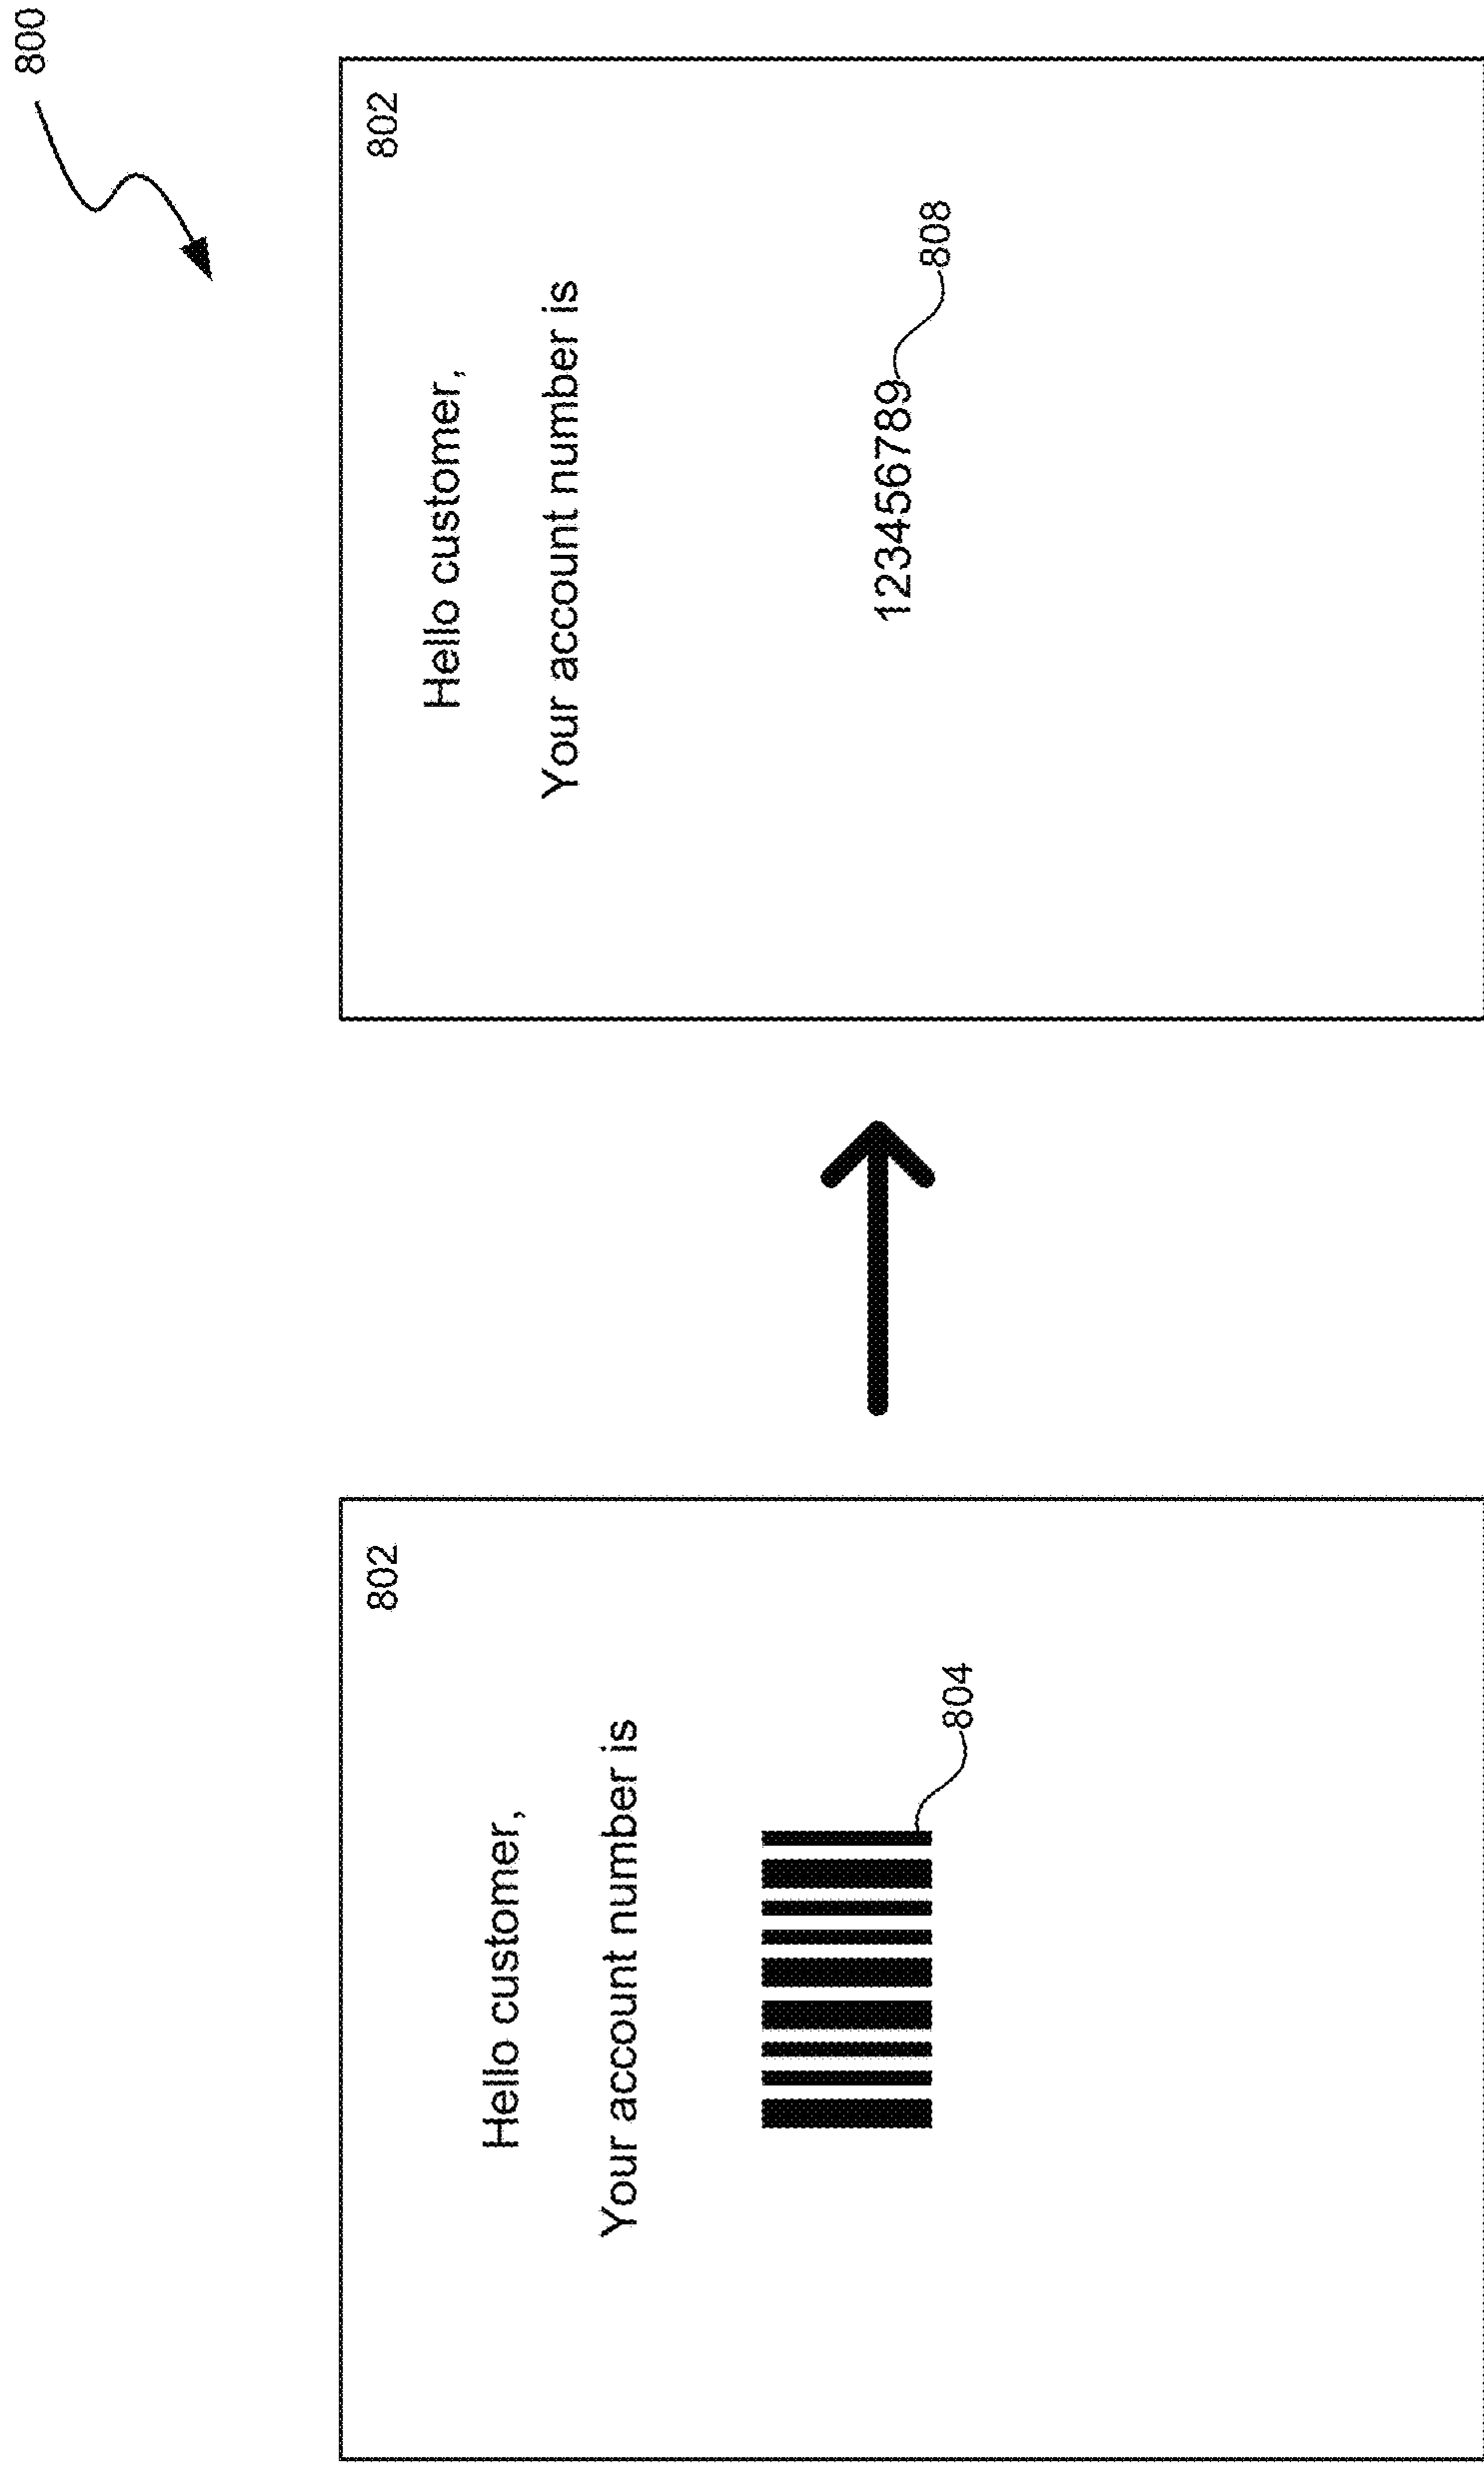 800
802
Hello customer,
Your account number is
804
802
Hello customer,
Your account number is
123456789
808